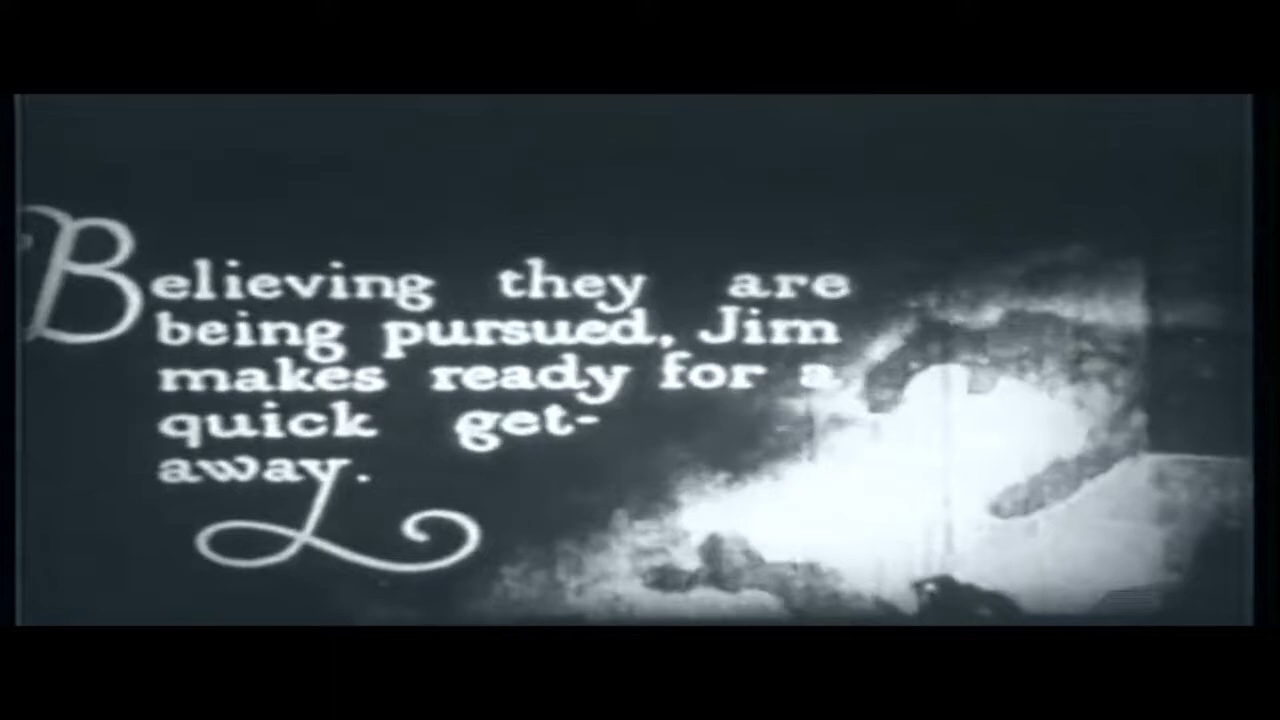 Believing they are
being pursued, Jim
makes ready for a
quick get-
away.